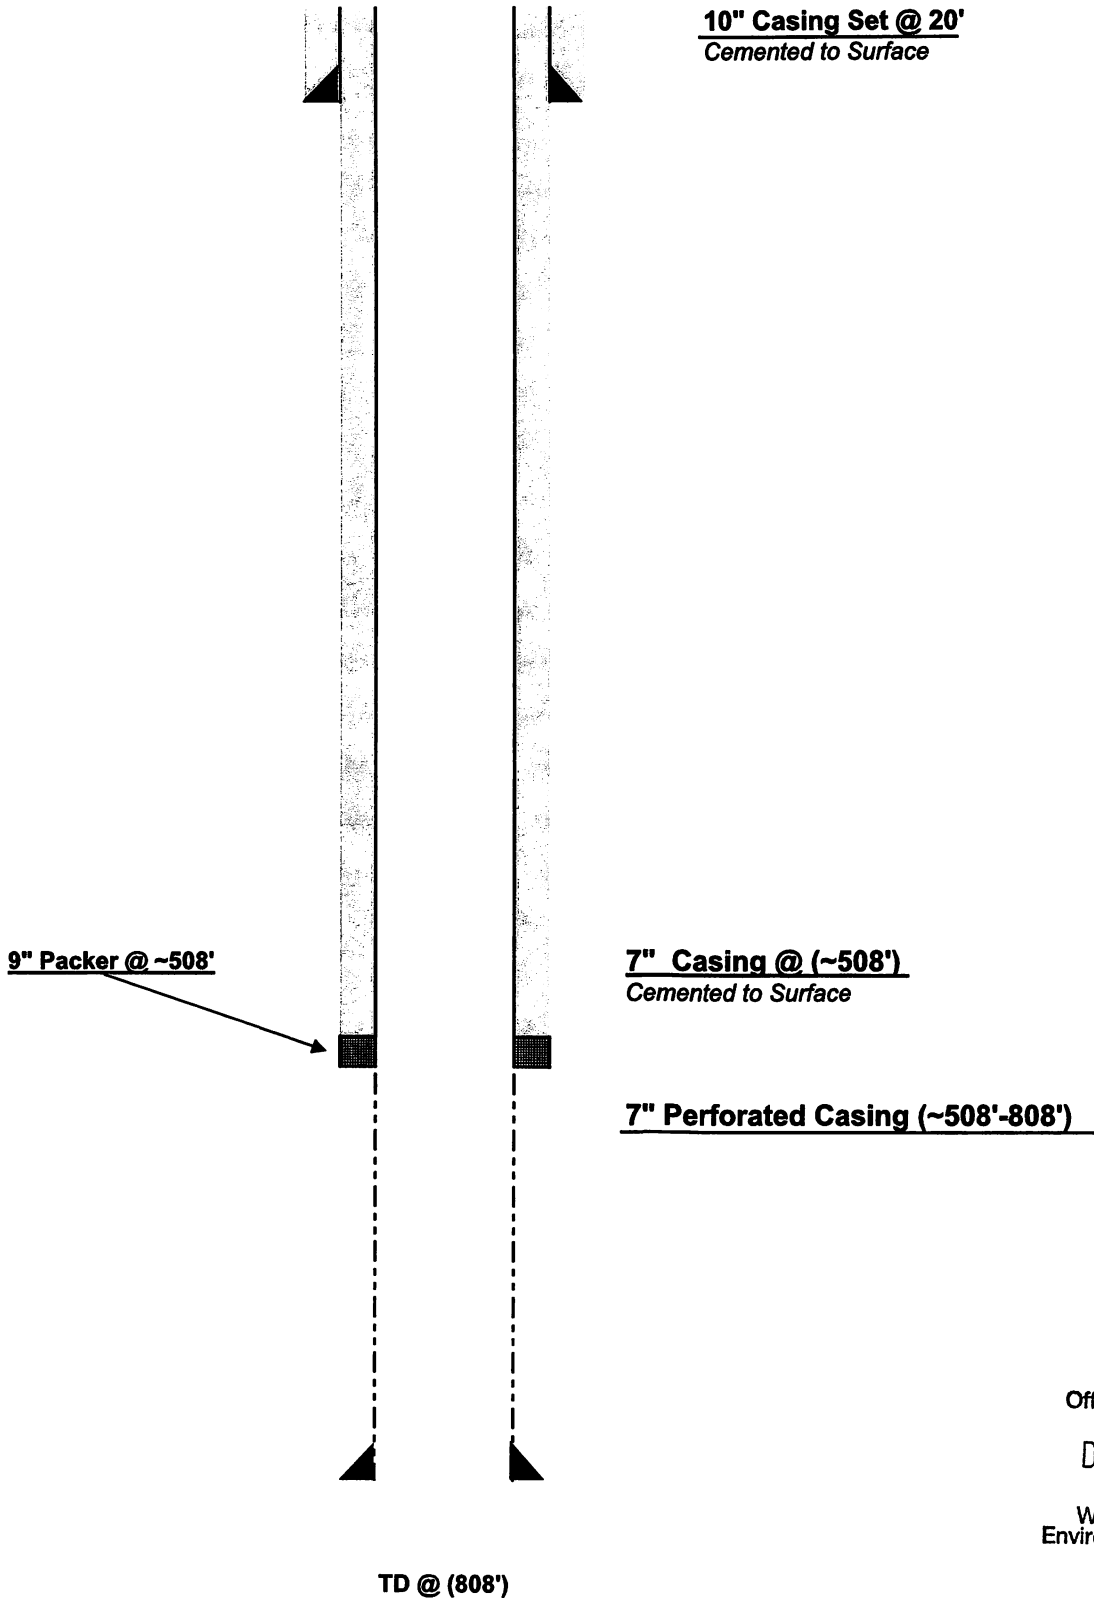 10" Casing Set @ 20'
Cemented to Surface
9" Packer @ ~508'
7" Casing @ (~508')
Cemented to Surface
7" Perforated Casing (~508'-808')
TD @ (808')